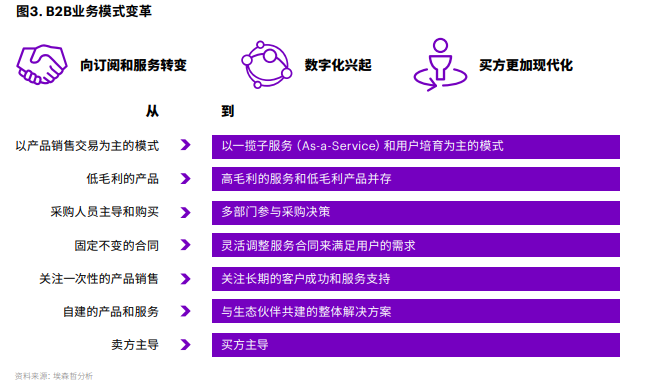 图3. B2B业务模式变革
向订阅和服务转变
数字化兴起
买方更加现代化
从 到
以产品销售交易为主的模式 以一揽子服务 (As-a-Service) 和用户培育为主的模式
低毛利的产品 高毛利的服务和低毛利产品并存
采购人员主导和购买 多部门参与采购决策
固定不变的合同 灵活调整服务合同来满足用户的需求
关注一次性的产品销售 关注长期的客户成功和服务支持
自建的产品和服务 与生态伙伴共建的整体解决方案
卖方主导 买方主导
资料来源: 埃森哲分析